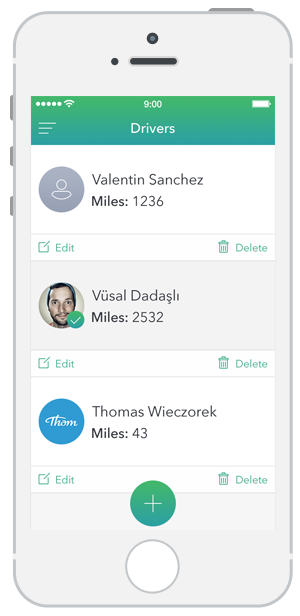 9:00
Drivers
Valentin Sanchez
Miles: 1236
Edit Delete
Vüsal Dadaşlı
Miles: 2532
Edit Delete
Thom
Thomas Wieczorek
Miles: 43
Edit Delete